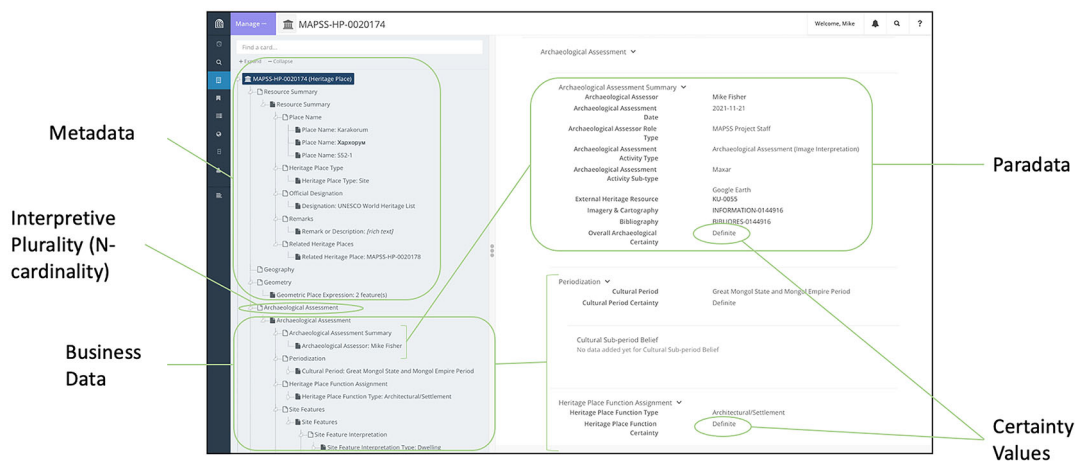 Manage
MAPSS-HP-0020174
Welcome, Mike
?
Find a card...
+ Expand − Collapse
MAPSS-HP-0020174 (Heritage Place)
Resource Summary
Resource Summary
Place Name
Place Name: Karakorum
Place Name: Хархорум
Place Name: SS2-1
Heritage Place Type
Heritage Place Type: Site
Official Designation
Designation: UNESCO World Heritage List
Remarks
Remark or Description: [rich text]
Related Heritage Places
Related Heritage Place: MAPSS-HP-0020178
Geography
Geometry
Geometric Place Expression: 2 feature(s)
Archaeological Assessment
Archaeological Assessment
Archaeological Assessment Summary
Archaeological Assessor: Mike Fisher
Periodization
Cultural Period: Great Mongol State and Mongol Empire Period
Heritage Place Function Assignment
Heritage Place Function Type: Architectural/Settlement
Site Features
Site Features
Site Feature Interpretation
Site Feature Interpretation Type: Dwelling
Metadata
Interpretive
Plurality (N-
cardinality)
Business
Data
Archaeological Assessment
Archaeological Assessment Summary
Archaeological Assessor Mike Fisher
Archaeological Assessment 2021-11-21
Date
Archaeological Assessor Role MAPSS Project Staff
Type
Archaeological Assessment Archaeological Assessment (Image Interpretation)
Activity Type
Archaeological Assessment Maxar
Activity Sub-type
Google Earth
External Heritage Resource KU-0055
Imagery & Cartography INFORMATION-0144916
Bibliography BIBLIORES-0144916
Overall Archaeological Definite
Certainty
Periodization
Cultural Period Great Mongol State and Mongol Empire Period
Cultural Period Certainty Definite
Cultural Sub-period Belief
No data added yet for Cultural Sub-period Belief
Heritage Place Function Assignment
Heritage Place Function Type Architectural/Settlement
Heritage Place Function Definite
Certainty
Paradata
Certainty
Values